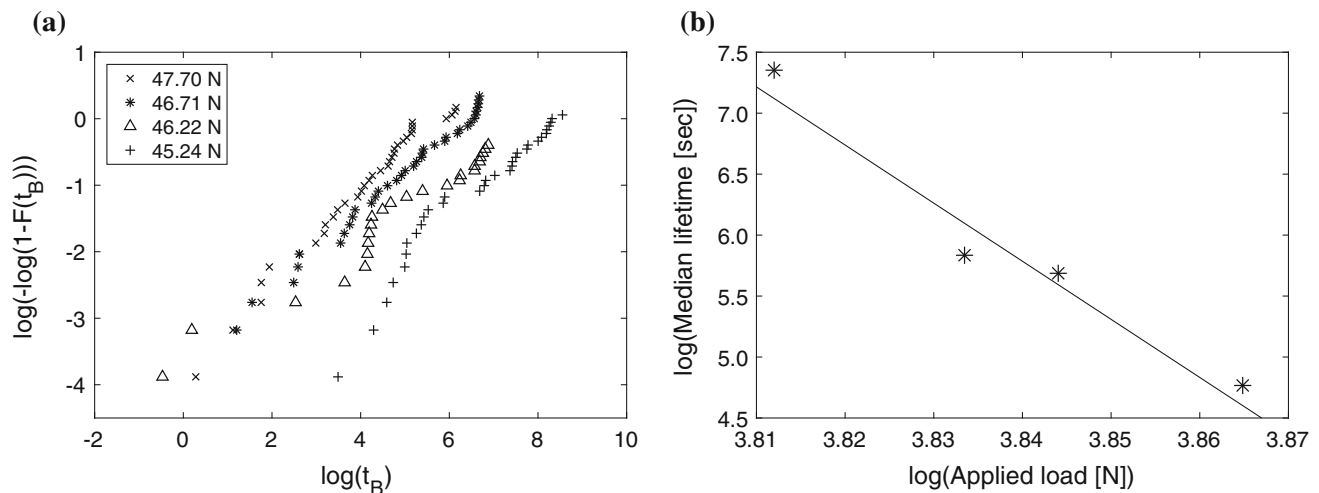 (a)
log(-log(1-F(t_B)))
1
0
-1
-2
-3
-4
47.70 N
46.71 N
46.22 N
45.24 N
-2
0
2
4
6
8
10
log(t_B)
(b)
log(Median lifetime [sec])
7.5
7.0
6.5
6.0
5.5
5.0
4.5
3.81
3.82
3.83
3.84
3.85
3.86
3.87
log(Applied load [N])